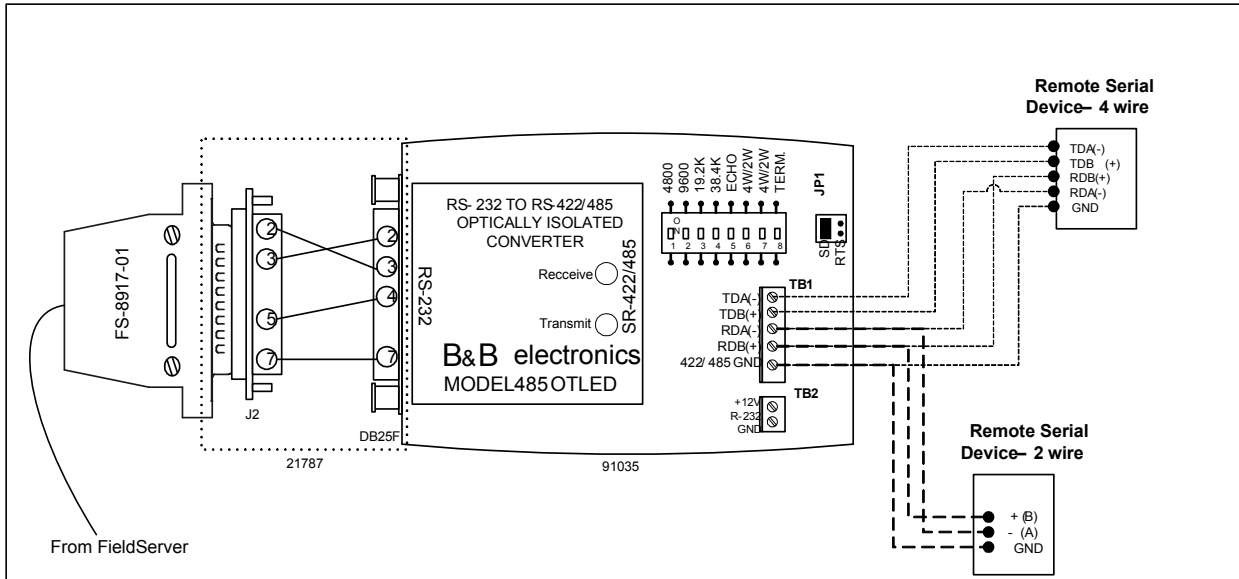 Remote Serial
Device– 4 wire
TDA(-)
TDB (+)
RDB(+)
RDA(-)
GND
4800
9600
19.2K
38.4K
ECHO
4W/2W
4W/2W
TERM.
JP1
O
N
1 2 3 4 5 6 7 8
SD
RTS
FS-8917-01
2
3
5
7
J2
2
3
4
7
DB25F
21787
RS-232
RS- 232 TO RS-422/ 485
OPTICALLY ISOLATED
CONVERTER
Recceive
Transmit
SR-422/485
B&B electronics
MODEL485 OTLED
91035
TB1
TDA(-)
TDB(+)
RDA(-)
RDB(+)
422/ 485 GND
TB2
+12V
R-232
GND
Remote Serial
Device– 2 wire
+ (B)
- (A)
GND
From FieldServer